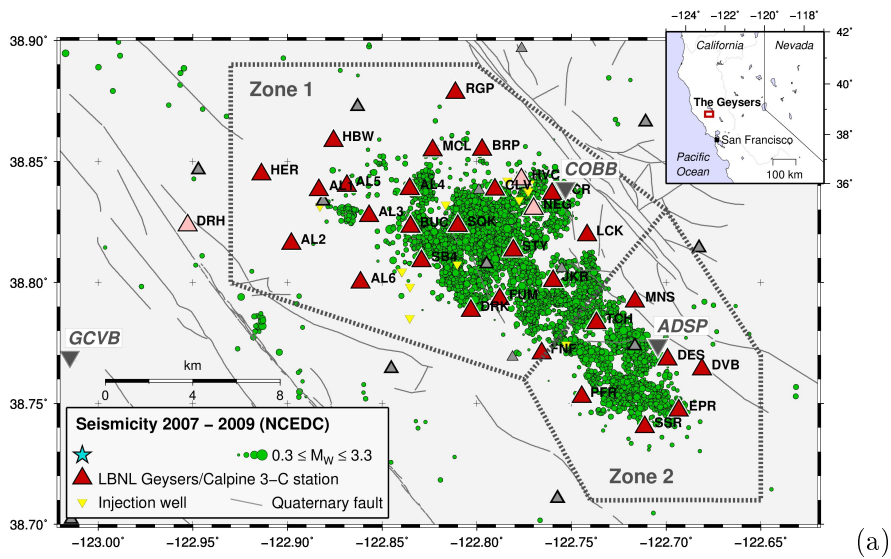 −124˚ −122˚ −120˚ −118˚
42˚
40˚
38˚
36˚
California
Nevada
The Geysers
San Francisco
Pacific
Ocean
100 km
38.90˚
38.85˚
38.80˚
38.75˚
38.70˚
Zone 1
RGP
HBW
MCL
BRP
HER
AL5
AL4
CLV
COBB
DRH
AL3
BUC
SOK
NEG
AL2
STY
LCK
SB4
AL6
JKR
FUM
MNS
DRK
TCH
GCVB
ADSP
FNF
DES
DVB
PFR
EPR
SSR
Zone 2
km
0 4 8
Seismicity 2007 − 2009 (NCEDC)
0.3 ≤ MW ≤ 3.3
LBNL Geysers/Calpine 3−C station
Injection well
Quaternary fault
−123.00˚ −122.95˚ −122.90˚ −122.85˚ −122.80˚ −122.75˚ −122.70˚ −122.65˚
(a)